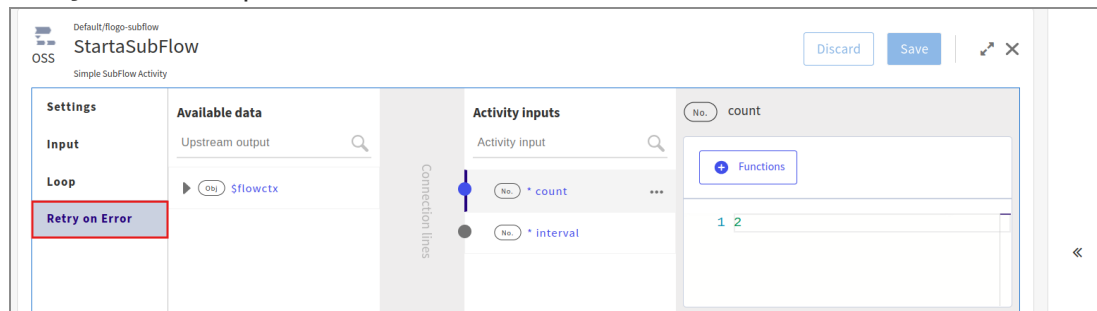 Default/flogo-subflow
StartaSubFlow
OSS
Simple SubFlow Activity
Discard
Save
Settings
Input
Loop
Retry on Error
Available data
Upstream output
Obj $flowctx
Connection lines
Activity inputs
Activity input
No. * count
No. * interval
No. count
Functions
1 2